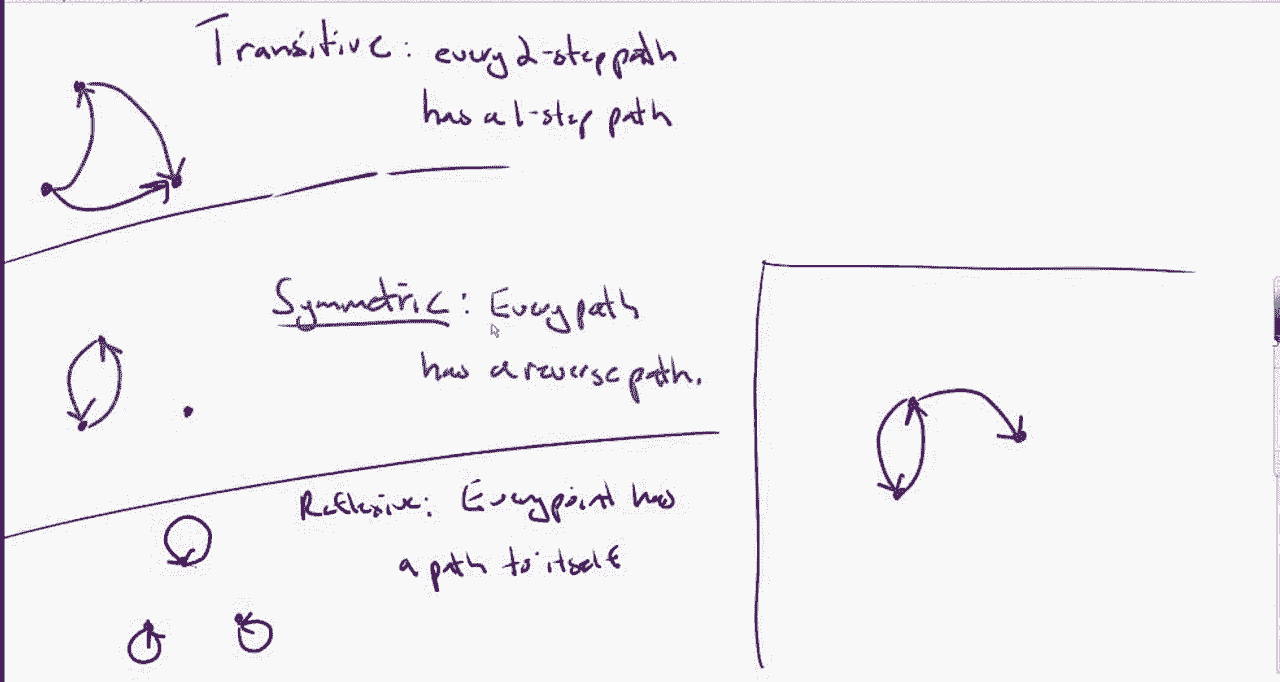 Transitive: every 2-step path
has a 1-step path
Symmetric: Every path
has a reverse path.
Reflexive: Every point has
a path to itself